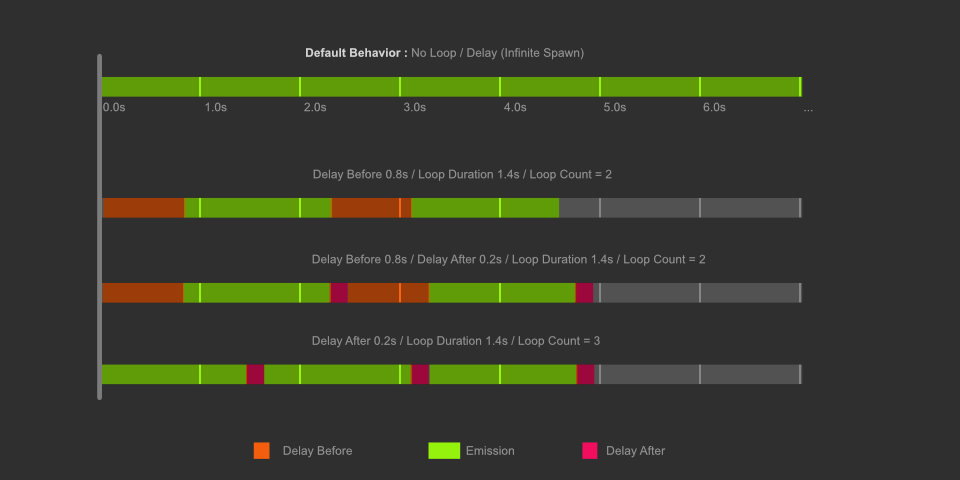 Default Behavior : No Loop / Delay (Infinite Spawn)
0.0s 1.0s 2.0s 3.0s 4.0s 5.0s 6.0s ...
Delay Before 0.8s / Loop Duration 1.4s / Loop Count = 2
Delay Before 0.8s / Delay After 0.2s / Loop Duration 1.4s / Loop Count = 2
Delay After 0.2s / Loop Duration 1.4s / Loop Count = 3
Delay Before Emission Delay After